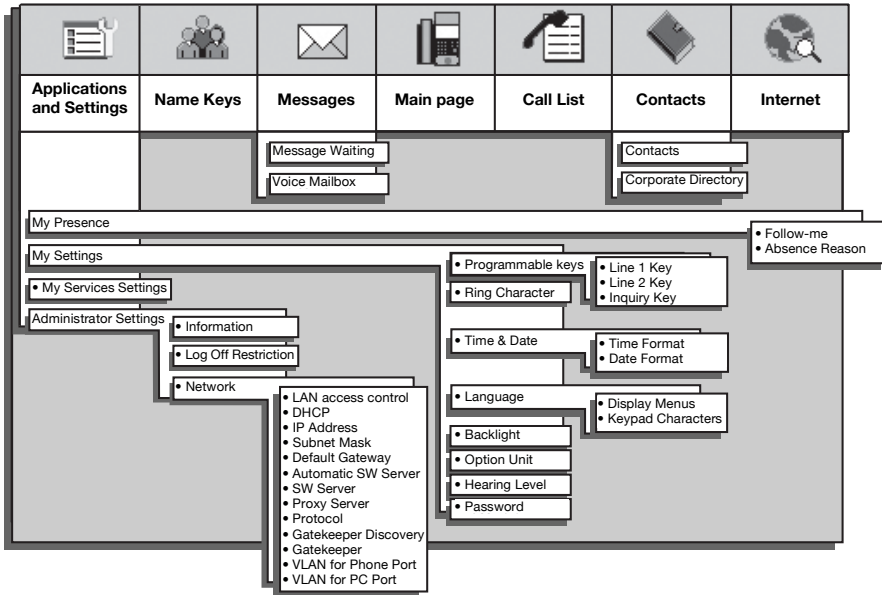 Applications
and Settings
Name Keys
Messages
Main page
Call List
Contacts
Internet
Message Waiting
Voice Mailbox
Contacts
Corporate Directory
My Presence
• Follow-me
• Absence Reason
My Settings
• Programmable keys
• Line 1 Key
• Line 2 Key
• Inquiry Key
• Ring Character
• Time & Date
• Time Format
• Date Format
• Language
• Display Menus
• Keypad Characters
• Backlight
• Option Unit
• Hearing Level
• Password
• My Services Settings
Administrator Settings
• Information
• Log Off Restriction
• Network
• LAN access control
• DHCP
• IP Address
• Subnet Mask
• Default Gateway
• Automatic SW Server
• SW Server
• Proxy Server
• Protocol
• Gatekeeper Discovery
• Gatekeeper
• VLAN for Phone Port
• VLAN for PC Port